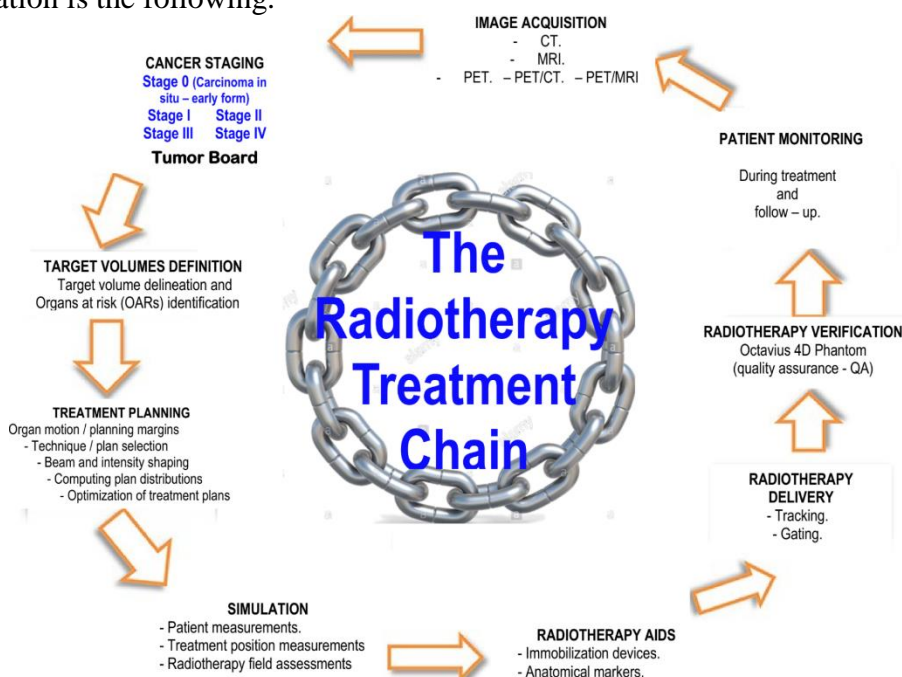 ation is the following.
IMAGE ACQUISITION
- CT.
- MRI.
- PET. – PET/CT. – PET/MRI
CANCER STAGING
Stage 0 (Carcinoma in
situ – early form)
Stage I Stage II
Stage III Stage IV
Tumor Board
TARGET VOLUMES DEFINITION
Target volume delineation and
Organs at risk (OARs) identification
TREATMENT PLANNING
Organ motion / planning margins
- Technique / plan selection
- Beam and intensity shaping
- Computing plan distributions
- Optimization of treatment plans
SIMULATION
- Patient measurements.
- Treatment position measurements
- Radiotherapy field assessments
RADIOTHERAPY AIDS
- Immobilization devices.
- Anatomical markers.
RADIOTHERAPY
DELIVERY
- Tracking.
- Gating.
RADIOTHERAPY VERIFICATION
Octavius 4D Phantom
(quality assurance - QA)
PATIENT MONITORING
During treatment
and
follow – up.
The
Radiotherapy
Treatment
Chain